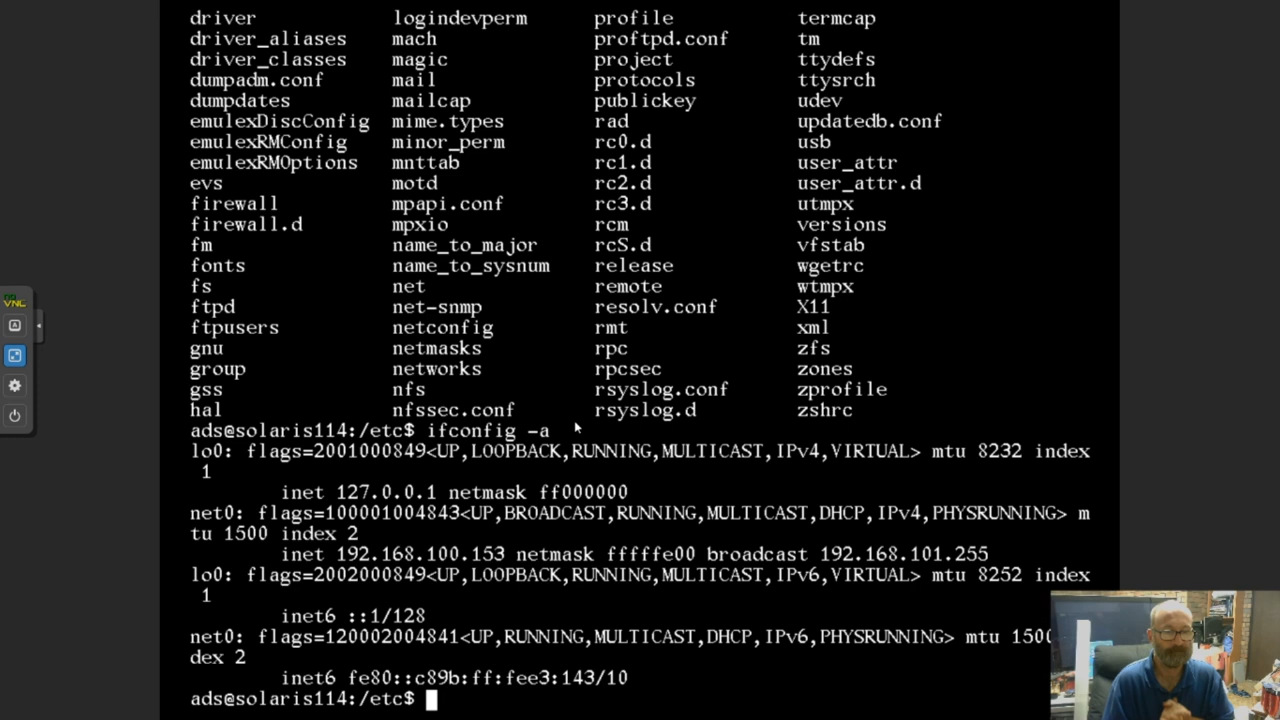 driver logindevperm profile termcap
driver_aliases mach proftpd.conf tm
driver_classes magic project ttydefs
dumpadm.conf mail protocols ttysrch
dumpdates mailcap publickey udev
emulexDiscConfig mime.types rad updatedb.conf
emulexRMConfig minor_perm rc0.d usb
emulexRMOptions mnttab rc1.d user_attr
evs motd rc2.d user_attr.d
firewall mpapi.conf rc3.d utmpx
firewall.d mpxio rcm versions
fm name_to_major rcS.d vfstab
fonts name_to_sysnum release wgetrc
fs net remote wtmpx
ftpd net-snmp resolv.conf X11
ftpusers netconfig rmt xml
gnu netmasks rpc zfs
group networks rpcsec zones
gss nfs rsyslog.conf zprofile
hal nfssec.conf rsyslog.d zshrc
ads@solaris114:/etc$ ifconfig -a
lo0: flags=2001000849<UP,LOOPBACK,RUNNING,MULTICAST,IPv4,VIRTUAL> mtu 8232 index
1
inet 127.0.0.1 netmask ff000000
net0: flags=100001004843<UP,BROADCAST,RUNNING,MULTICAST,DHCP,IPv4,PHYSRUNNING> m
tu 1500 index 2
inet 192.168.100.153 netmask fffffe00 broadcast 192.168.101.255
lo0: flags=2002000849<UP,LOOPBACK,RUNNING,MULTICAST,IPv6,VIRTUAL> mtu 8252 index
1
inet6 ::1/128
net0: flags=120002004841<UP,RUNNING,MULTICAST,DHCP,IPv6,PHYSRUNNING> mtu 1500
dex 2
inet6 fe80::c89b:ff:fee3:143/10
ads@solaris114:/etc$
VNC
A